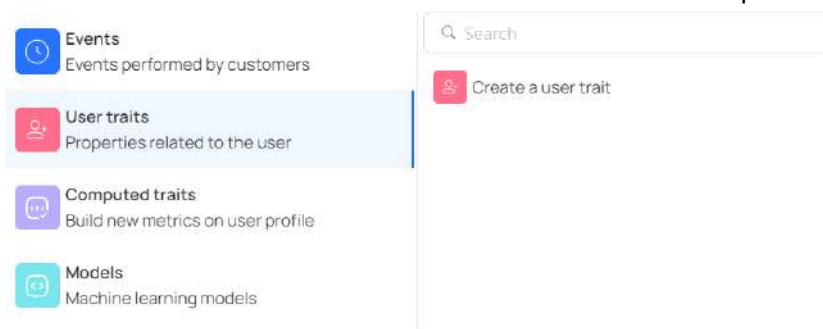 Events
Events performed by customers
User traits
Properties related to the user
Computed traits
Build new metrics on user profile
Models
Machine learning models
Search
Create a user trait